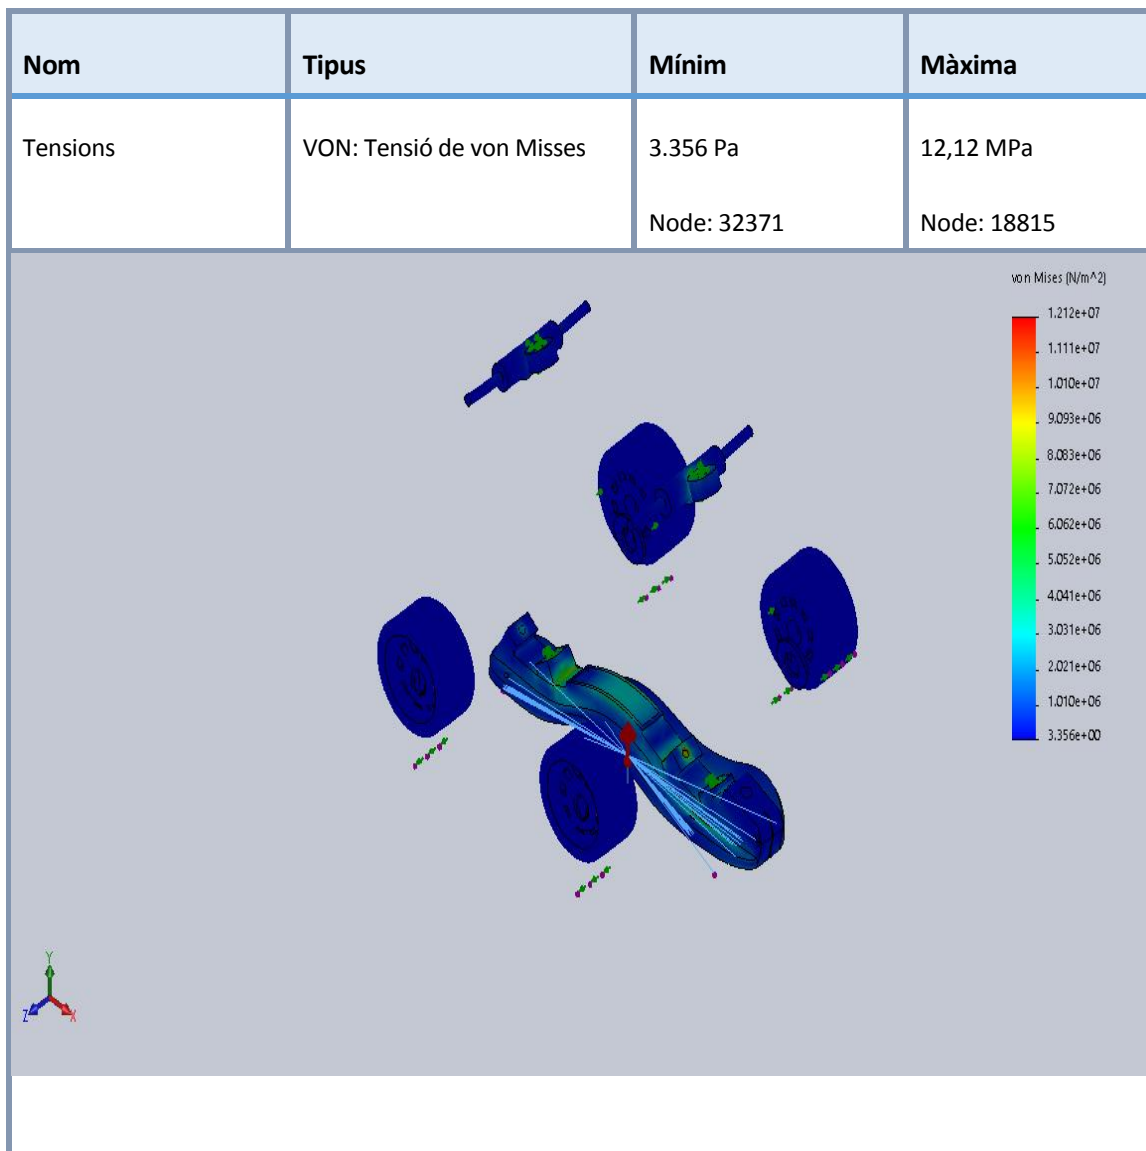 Nom Tipus Mínim Màxima
Tensions VON: Tensió de von Misses 3.356 Pa 12,12 MPa
Node: 32371 Node: 18815
von Mises (N/m^2)
1.212e+07
1.111e+07
1.010e+07
9.093e+06
8.083e+06
7.072e+06
6.062e+06
5.052e+06
4.041e+06
3.031e+06
2.021e+06
1.010e+06
3.356e+00
Y
Z X